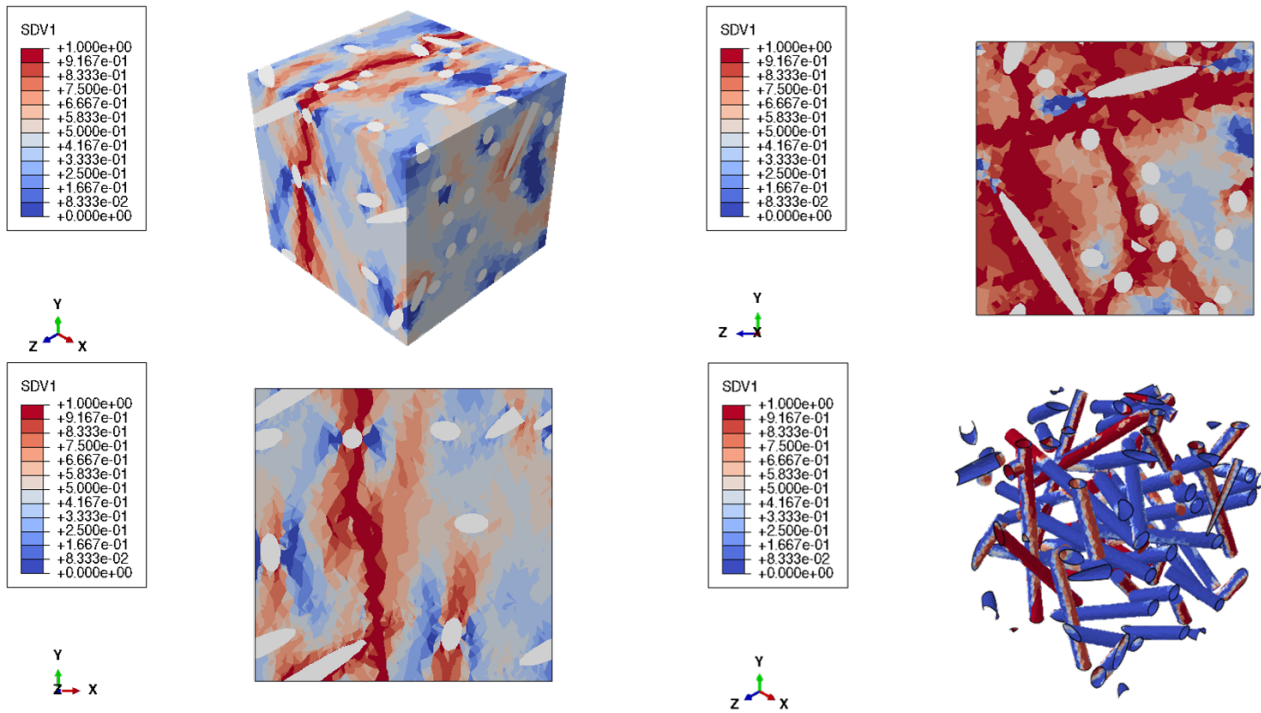 SDV1
+1.000e+00
+9.167e-01
+8.333e-01
+7.500e-01
+6.667e-01
+5.833e-01
+5.000e-01
+4.167e-01
+3.333e-01
+2.500e-01
+1.667e-01
+8.333e-02
+0.000e+00
Y
Z
X
SDV1
+1.000e+00
+9.167e-01
+8.333e-01
+7.500e-01
+6.667e-01
+5.833e-01
+5.000e-01
+4.167e-01
+3.333e-01
+2.500e-01
+1.667e-01
+8.333e-02
+0.000e+00
Y
Z
X
SDV1
+1.000e+00
+9.167e-01
+8.333e-01
+7.500e-01
+6.667e-01
+5.833e-01
+5.000e-01
+4.167e-01
+3.333e-01
+2.500e-01
+1.667e-01
+8.333e-02
+0.000e+00
Y
Z
X
SDV1
+1.000e+00
+9.167e-01
+8.333e-01
+7.500e-01
+6.667e-01
+5.833e-01
+5.000e-01
+4.167e-01
+3.333e-01
+2.500e-01
+1.667e-01
+8.333e-02
+0.000e+00
Y
Z
X